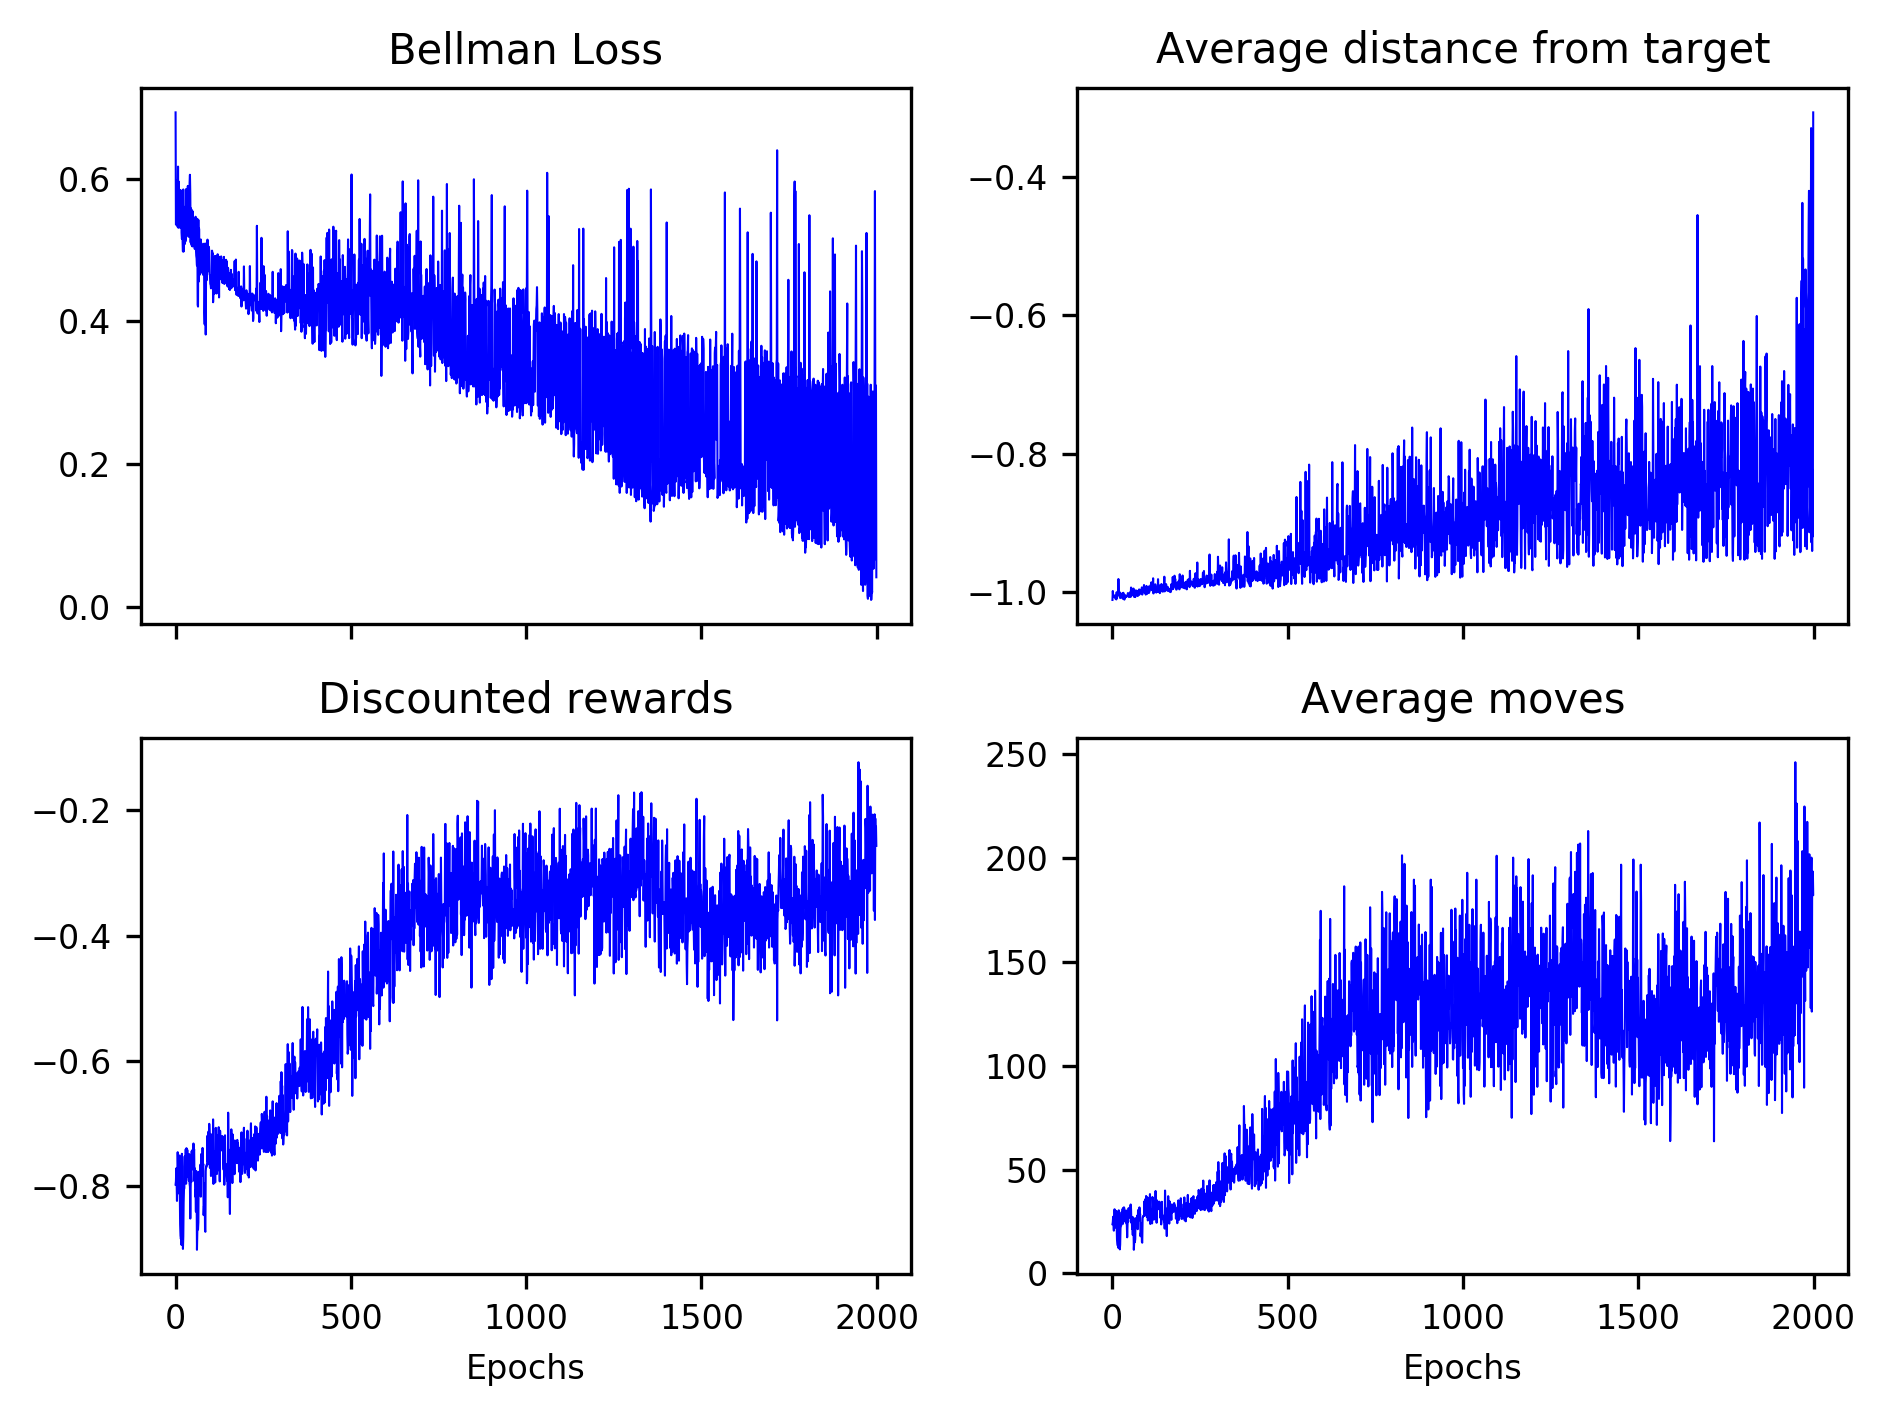 Bellman Loss
0.6
0.4
0.2
0.0
Average distance from target
−0.4
−0.6
−0.8
−1.0
Discounted rewards
−0.2
−0.4
−0.6
−0.8
0 500 1000 1500 2000
Epochs
Average moves
250
200
150
100
50
0
0 500 1000 1500 2000
Epochs